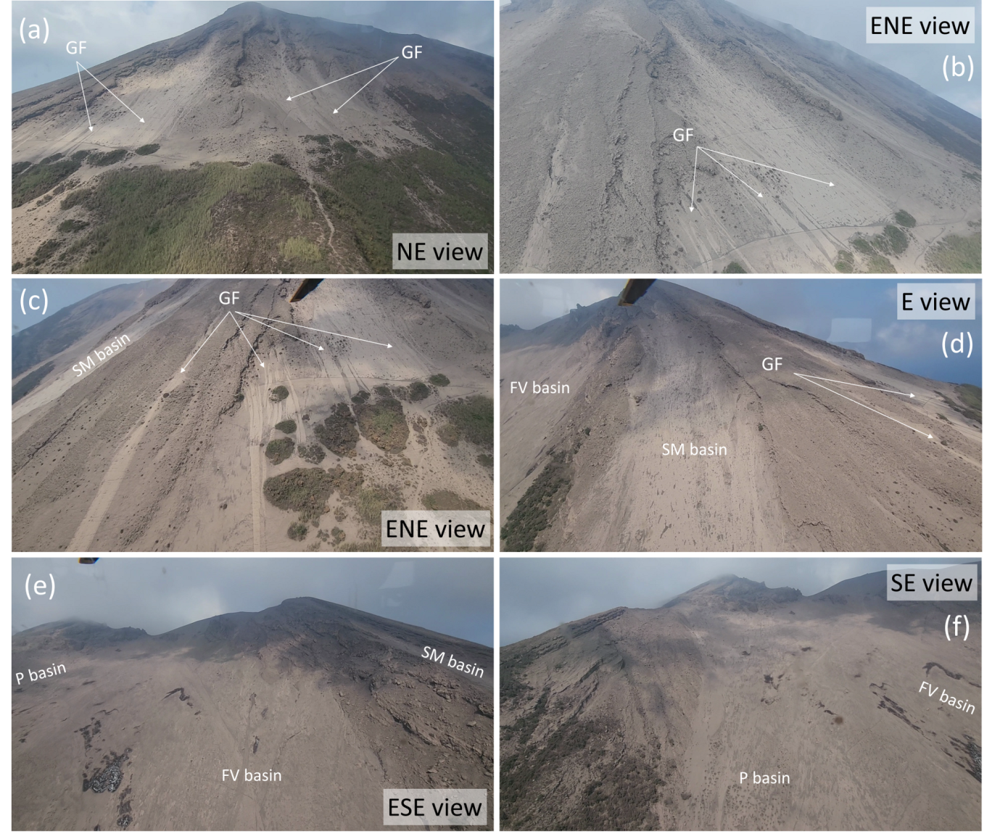 (a)
GF
GF
NE view
ENE view
(b)
GF
(c)
GF
SM basin
ENE view
E view
(d)
GF
FV basin
SM basin
(e)
P basin
SM basin
FV basin
ESE view
SE view
(f)
FV basin
P basin